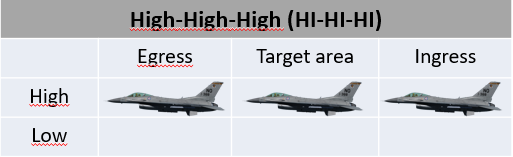 High-High-High (HI-HI-HI)
Egress Target area Ingress
High
Low